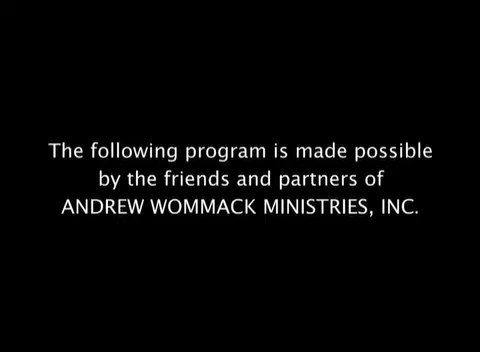 The following program is made possible
by the friends and partners of
ANDREW WOMMACK MINISTRIES, INC.